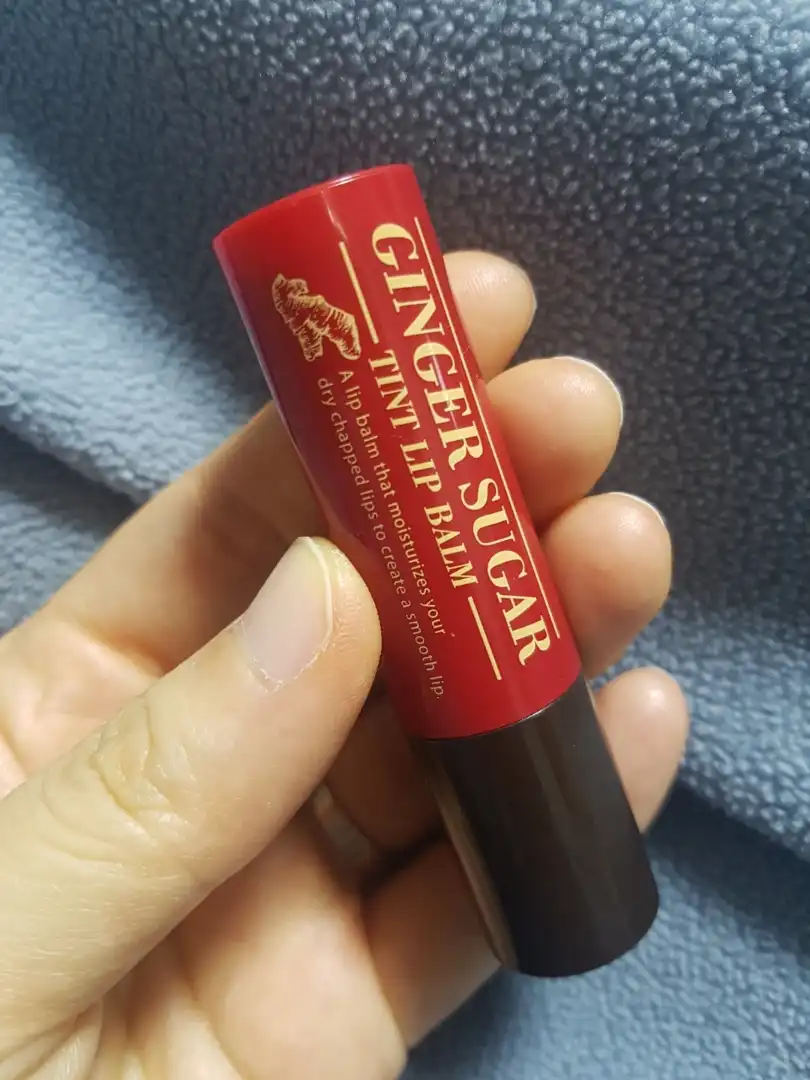 GINGER SUGAR
TINT LIP BALM
A lip balm that moisturizes your
dry chapped lips to create a smooth lip.